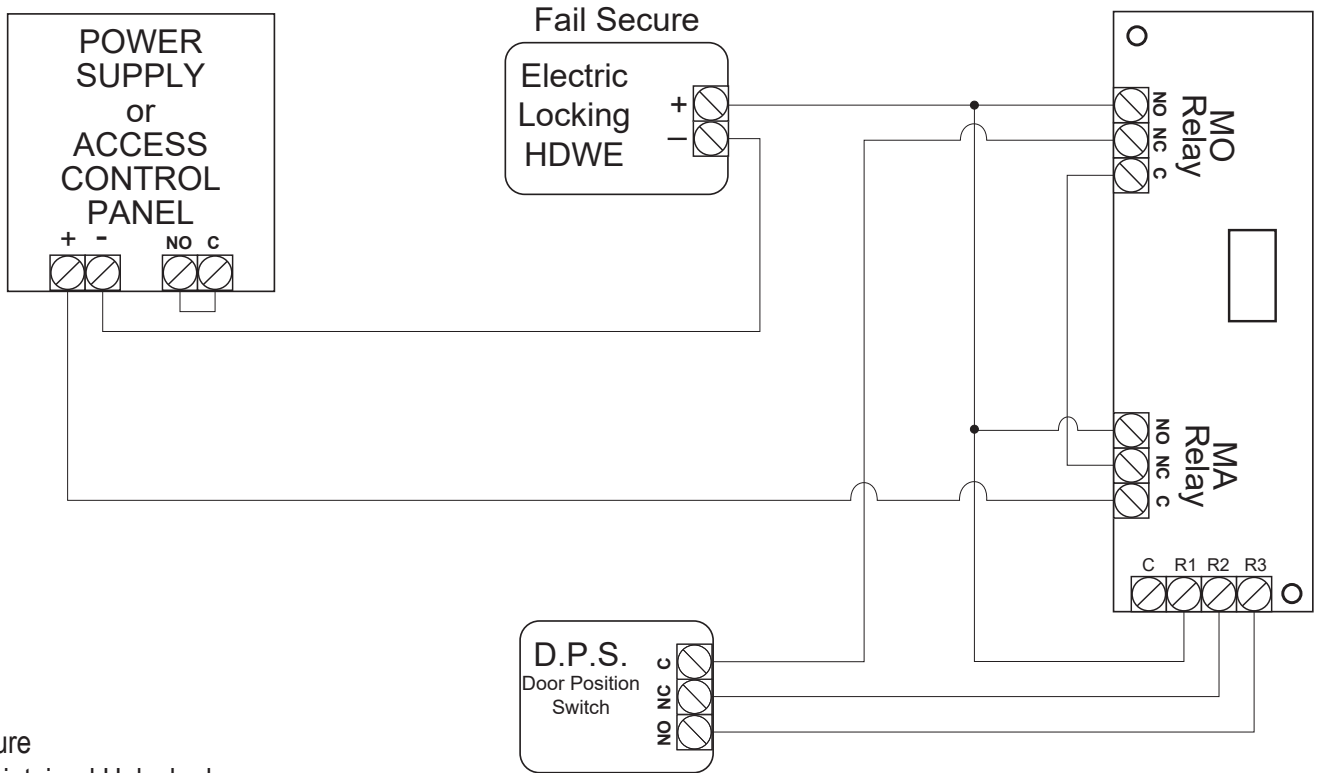 POWER
SUPPLY
or
ACCESS
CONTROL
PANEL
+ -
NO C
Fail Secure
Electric
Locking
HDWE
+
–
NO
NC
C
MO
Relay
NO
NC
C
MA
Relay
C R1 R2 R3
D.P.S.
Door Position
Switch
C
NC
NO
ure